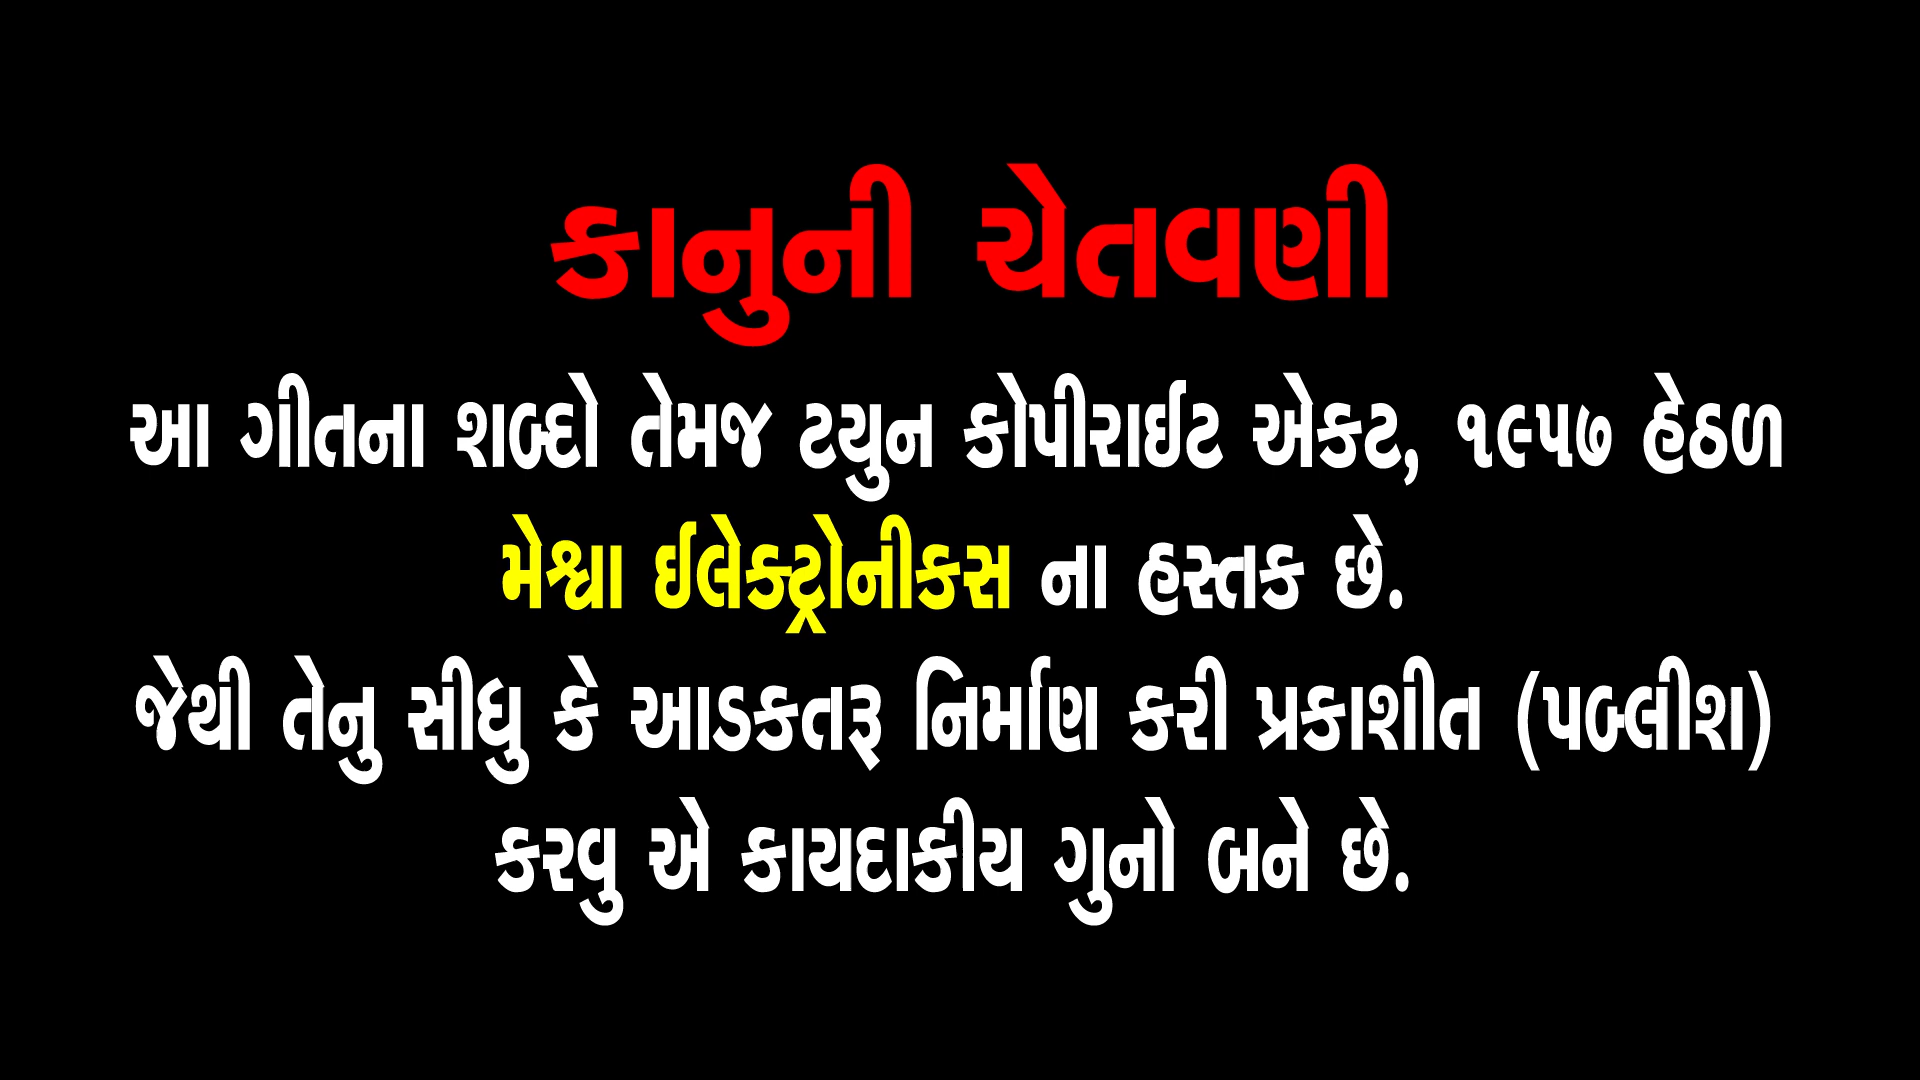 કાનુની ચેતવણી
આ ગીતના શબ્દો તેમજ ટયુન કોપીરાઈટ એકટ, ૧૯૫૭ હેઠળ
મેશ્વા ઈલેક્ટ્રોનીકસ ના હસ્તક છે.
જેથી તેનુ સીધુ કે આડકતરૂ નિર્માણ કરી પ્રકાશીત (પબ્લીશ)
કરવુ એ કાયદાકીય ગુનો બને છે.